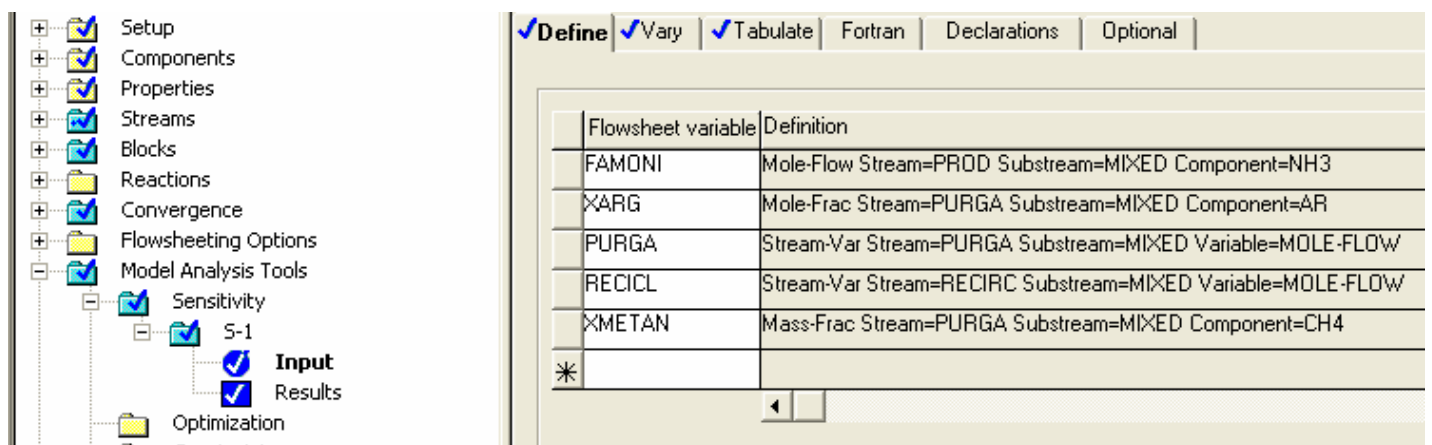 Setup
Components
Properties
Streams
Blocks
Reactions
Convergence
Flowsheeting Options
Model Analysis Tools
Sensitivity
S-1
Input
Results
Optimization
Define Vary Tabulate Fortran Declarations Optional
Flowsheet variable Definition
FAMONI Mole-Flow Stream=PROD Substream=MIXED Component=NH3
XARG Mole-Frac Stream=PURGA Substream=MIXED Component=AR
PURGA Stream-Var Stream=PURGA Substream=MIXED Variable=MOLE-FLOW
RECICL Stream-Var Stream=RECIRC Substream=MIXED Variable=MOLE-FLOW
XMETAN Mass-Frac Stream=PURGA Substream=MIXED Component=CH4